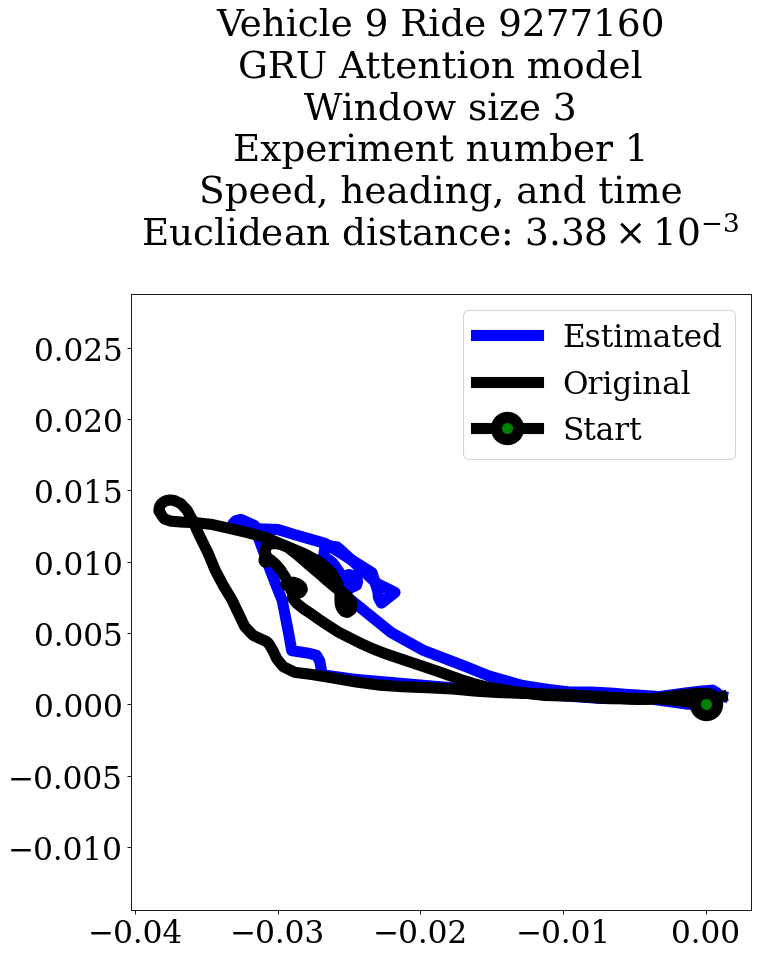 Vehicle 9 Ride 9277160
GRU Attention model
Window size 3
Experiment number 1
Speed, heading, and time
Euclidean distance: 3.38 × 10⁻³
Estimated
Original
Start
0.025
0.020
0.015
0.010
0.005
0.000
−0.005
−0.010
−0.04 −0.03 −0.02 −0.01 0.00